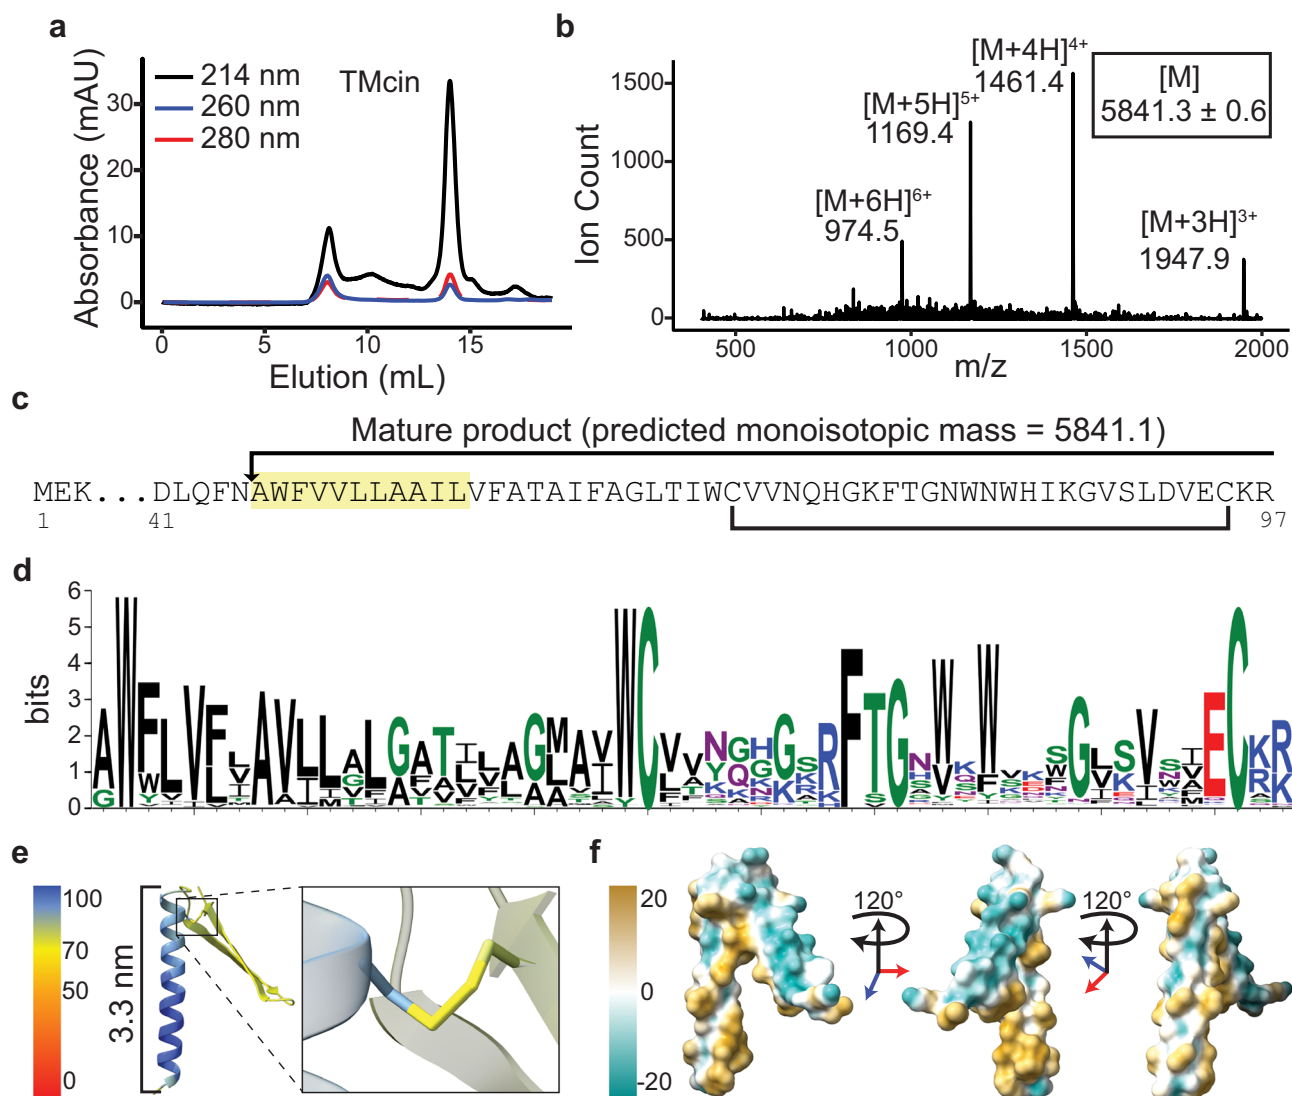 a
TMcin
214 nm
260 nm
280 nm
Absorbance (mAU)
30
20
10
0
0 5 10 15
Elution (mL)
b
[M+4H]4+
1461.4
[M]
5841.3 ± 0.6
[M+5H]5+
1169.4
[M+6H]6+
974.5
[M+3H]3+
1947.9
Ion Count
1500
1000
500
0
500 1000 1500 2000
m/z
c
Mature product (predicted monoisotopic mass = 5841.1)
MEK...DLQFNAWFVVLLAAILVFATAIFAGLTIWCVVNQHGKFTGNWNWHIKGVSLDVECKR
1 41 97
d
bits
6
5
4
3
2
1
0
e
100
70
50
0
3.3 nm
f
20
0
-20
120°
120°